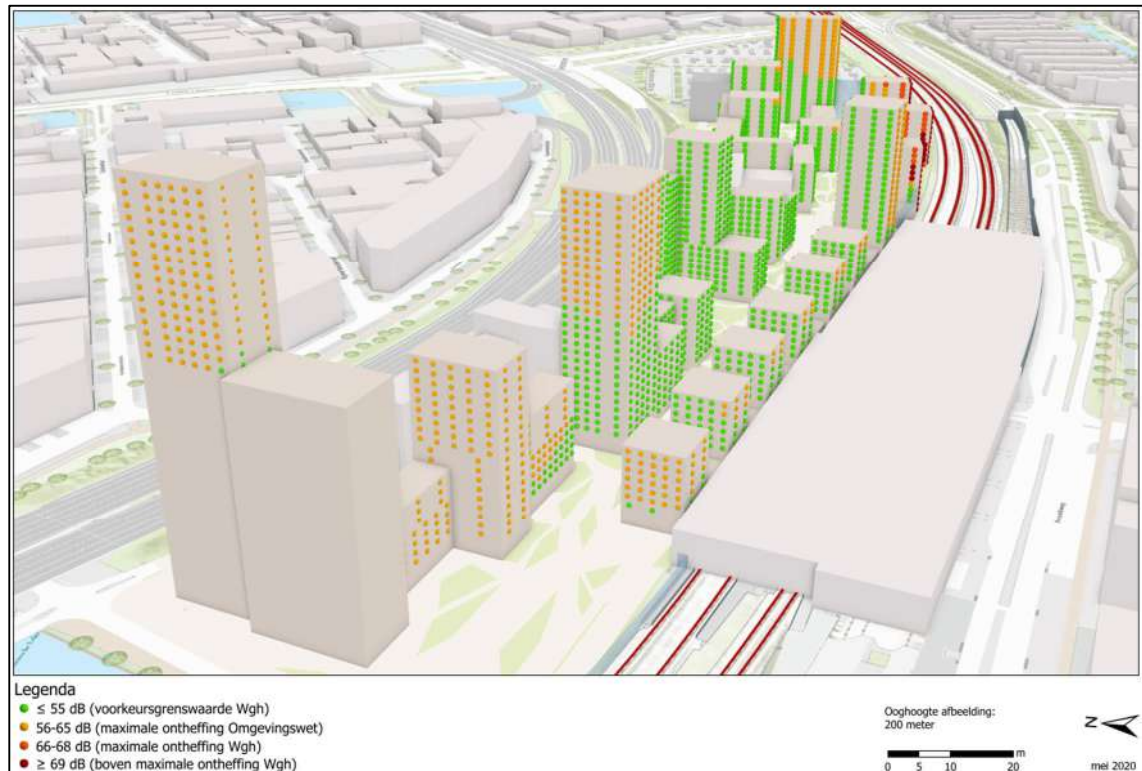 Legenda
≤ 55 dB (voorkeursgrenswaarde Wgh)
56-65 dB (maximale ontheffing Omgevingswet)
66-68 dB (maximale ontheffing Wgh)
≥ 69 dB (boven maximale ontheffing Wgh)
Ooghoogte afbeelding:
200 meter
N
m
0 5 10 20
mei 2020